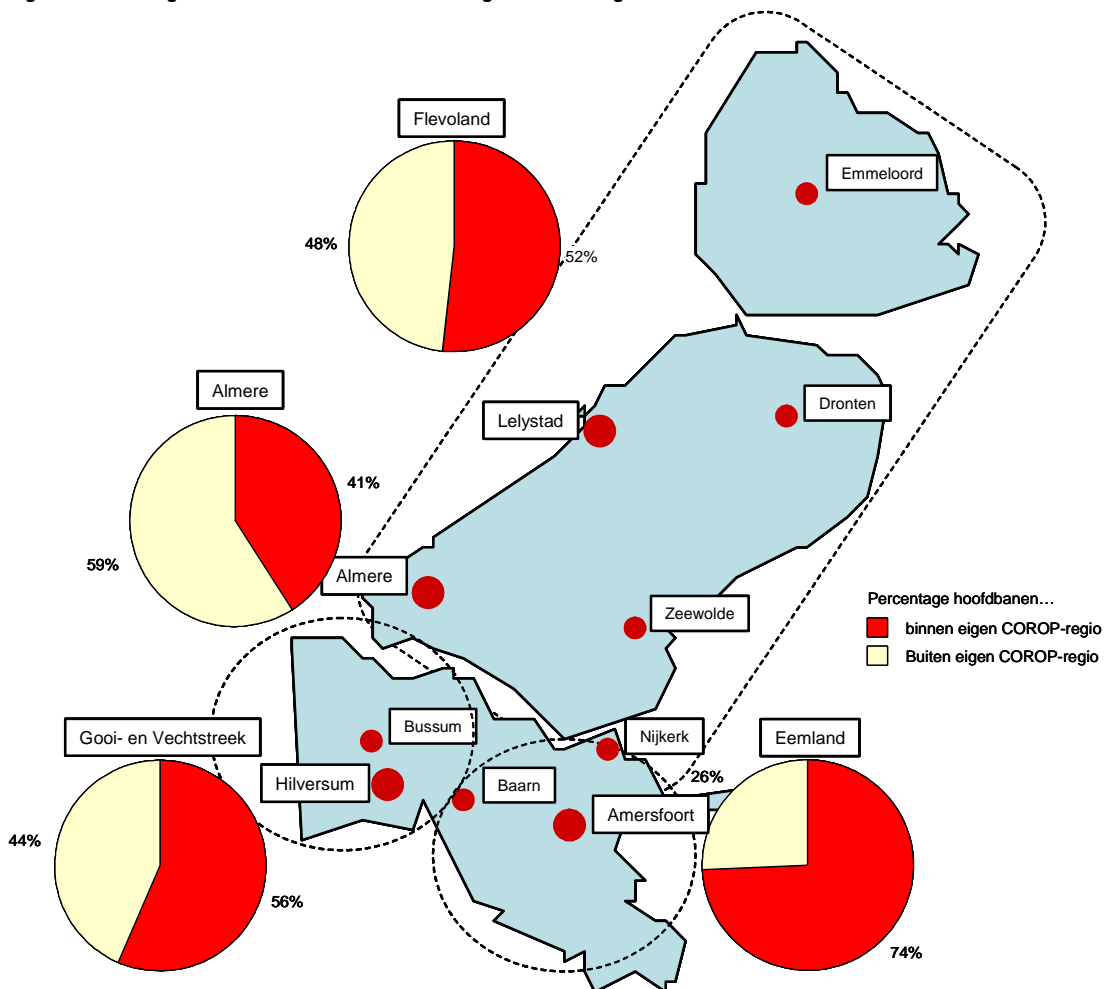 Flevoland
Emmeloord
48%
52%
Almere
Lelystad
Dronten
41%
59%
Almere
Zeewolde
Percentage hoofdbanen…
binnen eigen COROP-regio
Buiten eigen COROP-regio
Gooi- en Vechtstreek
Bussum
Nijkerk
Eemland
Hilversum
Baarn
26%
Amersfoort
44%
56%
74%